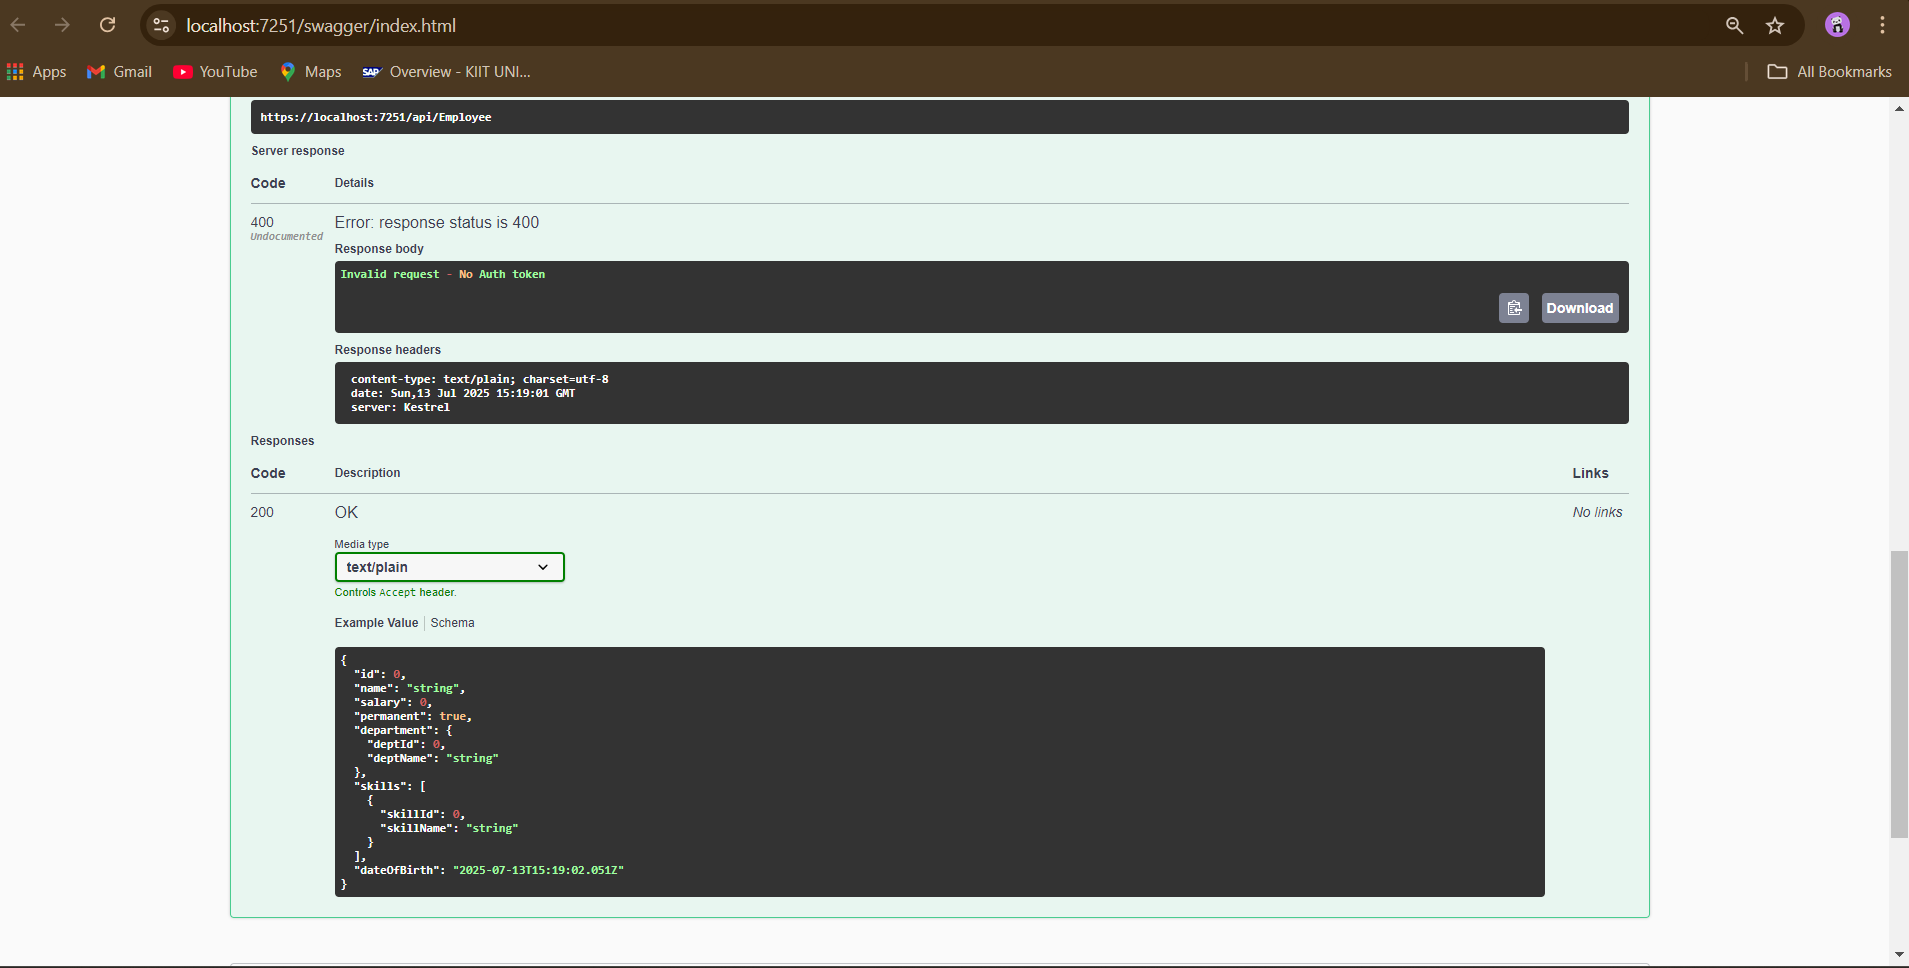 localhost:7251/swagger/index.html
Apps Gmail YouTube Maps SAP Overview - KIIT UNI... All Bookmarks
https://localhost:7251/api/Employee
Server response
Code Details
400 Error: response status is 400
Undocumented
Response body
Invalid request - No Auth token
Download
Response headers
content-type: text/plain; charset=utf-8
date: Sun,13 Jul 2025 15:19:01 GMT
server: Kestrel
Responses
Code Description Links
200 OK No links
Media type
text/plain
Controls Accept header.
Example Value Schema
{
"id": 0,
"name": "string",
"salary": 0,
"permanent": true,
"department": {
"deptId": 0,
"deptName": "string"
},
"skills": [
{
"skillId": 0,
"skillName": "string"
}
],
"dateOfBirth": "2025-07-13T15:19:02.051Z"
}